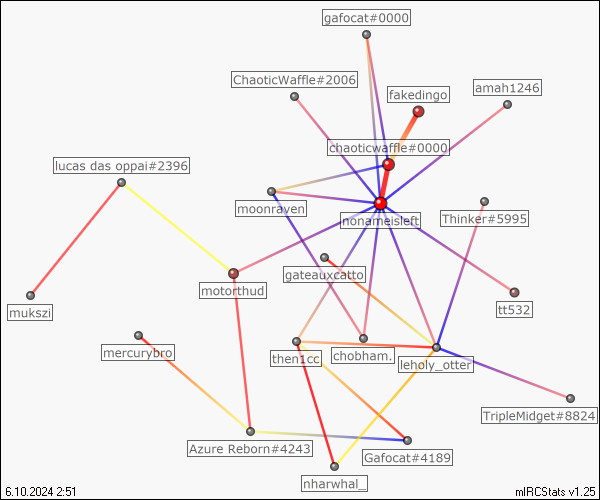 gafocat#0000
ChaoticWaffle#2006
amah1246
fakedingo
chaoticwaffle#0000
lucas das oppai#2396
moonraven
nonameisleft
Thinker#5995
gateauxcatto
motorthud
tt532
mukszi
mercurybro
then1cc
chobham.
leholy_otter
TripleMidget#8824
Azure Reborn#4243
Gafocat#4189
nharwhal_
6.10.2024 2:51
mIRCStats v1.25